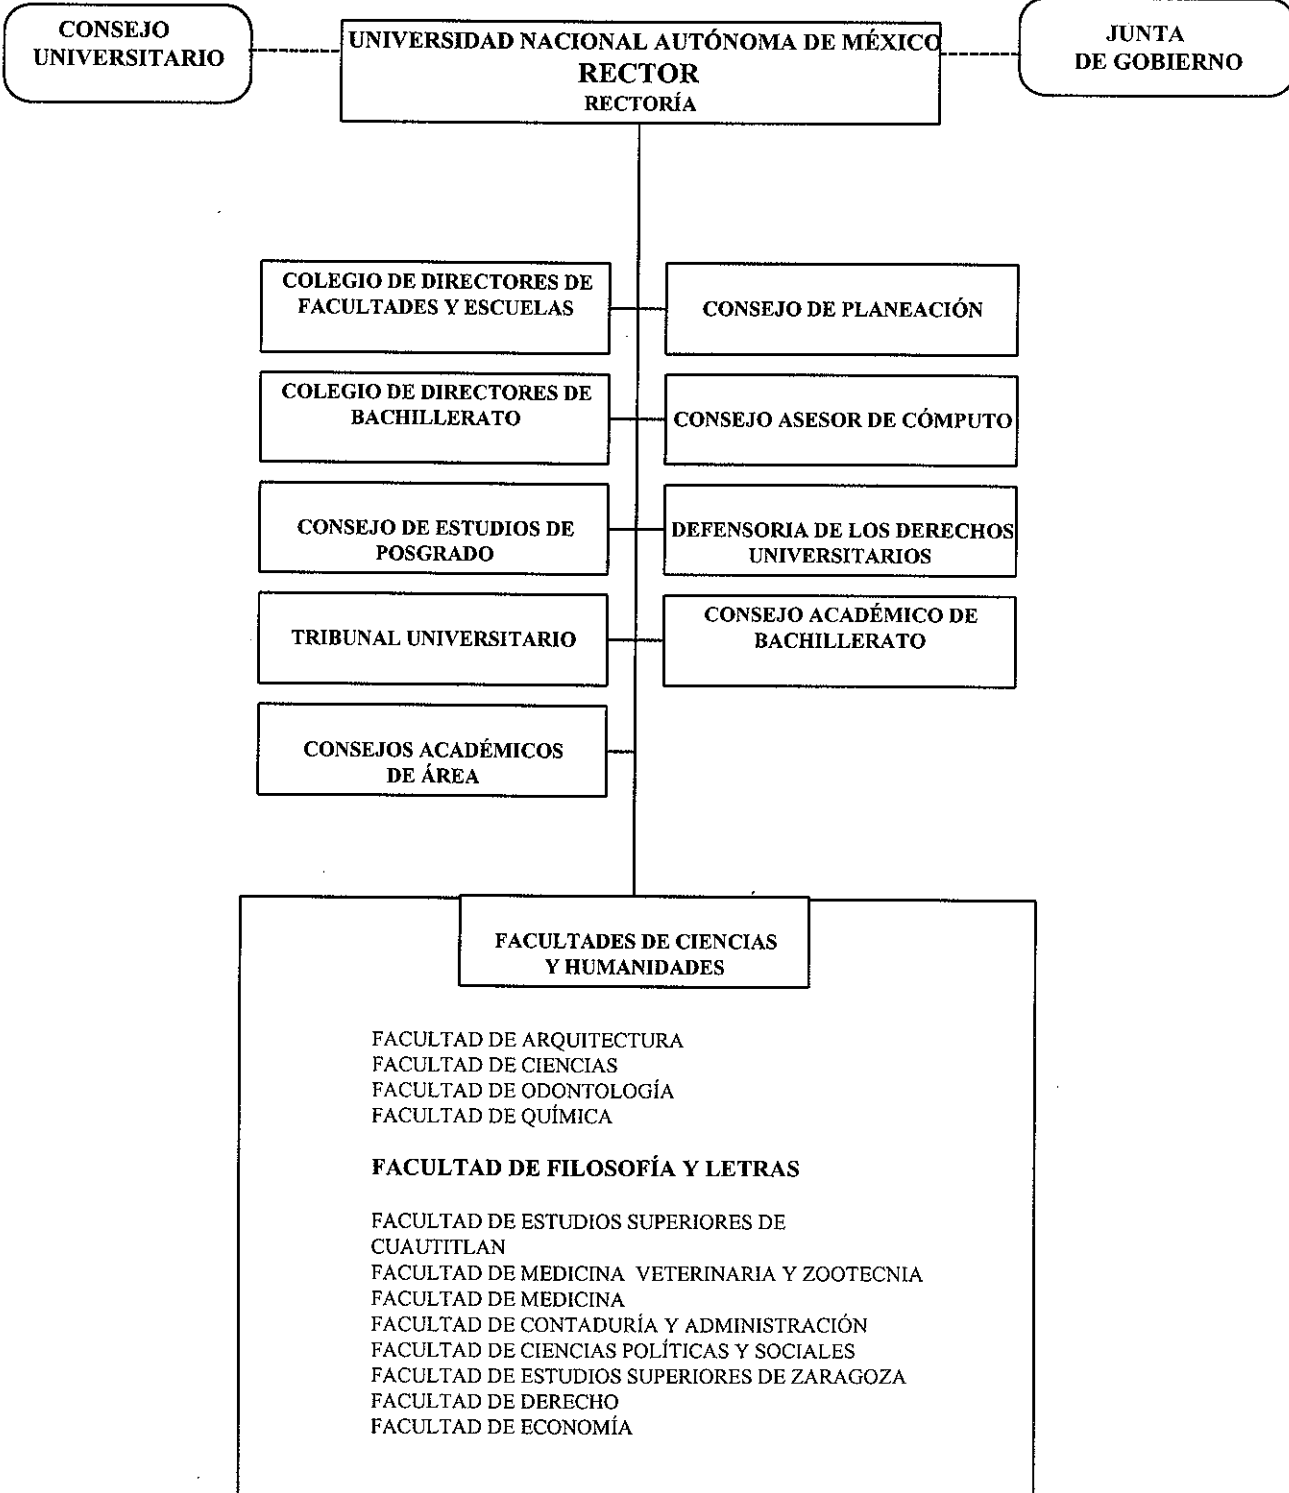 CONSEJO
UNIVERSITARIO
UNIVERSIDAD NACIONAL AUTÓNOMA DE MÉXICO
RECTOR
RECTORÍA
JUNTA
DE GOBIERNO
COLEGIO DE DIRECTORES DE
FACULTADES Y ESCUELAS
CONSEJO DE PLANEACIÓN
COLEGIO DE DIRECTORES DE
BACHILLERATO
CONSEJO ASESOR DE CÓMPUTO
CONSEJO DE ESTUDIOS DE
POSGRADO
DEFENSORIA DE LOS DERECHOS
UNIVERSITARIOS
TRIBUNAL UNIVERSITARIO
CONSEJO ACADÉMICO DE
BACHILLERATO
CONSEJOS ACADÉMICOS
DE ÁREA
FACULTADES DE CIENCIAS
Y HUMANIDADES
FACULTAD DE ARQUITECTURA
FACULTAD DE CIENCIAS
FACULTAD DE ODONTOLOGÍA
FACULTAD DE QUÍMICA
FACULTAD DE FILOSOFÍA Y LETRAS
FACULTAD DE ESTUDIOS SUPERIORES DE
CUAUTITLAN
FACULTAD DE MEDICINA VETERINARIA Y ZOOTECNIA
FACULTAD DE MEDICINA
FACULTAD DE CONTADURÍA Y ADMINISTRACIÓN
FACULTAD DE CIENCIAS POLÍTICAS Y SOCIALES
FACULTAD DE ESTUDIOS SUPERIORES DE ZARAGOZA
FACULTAD DE DERECHO
FACULTAD DE ECONOMÍA